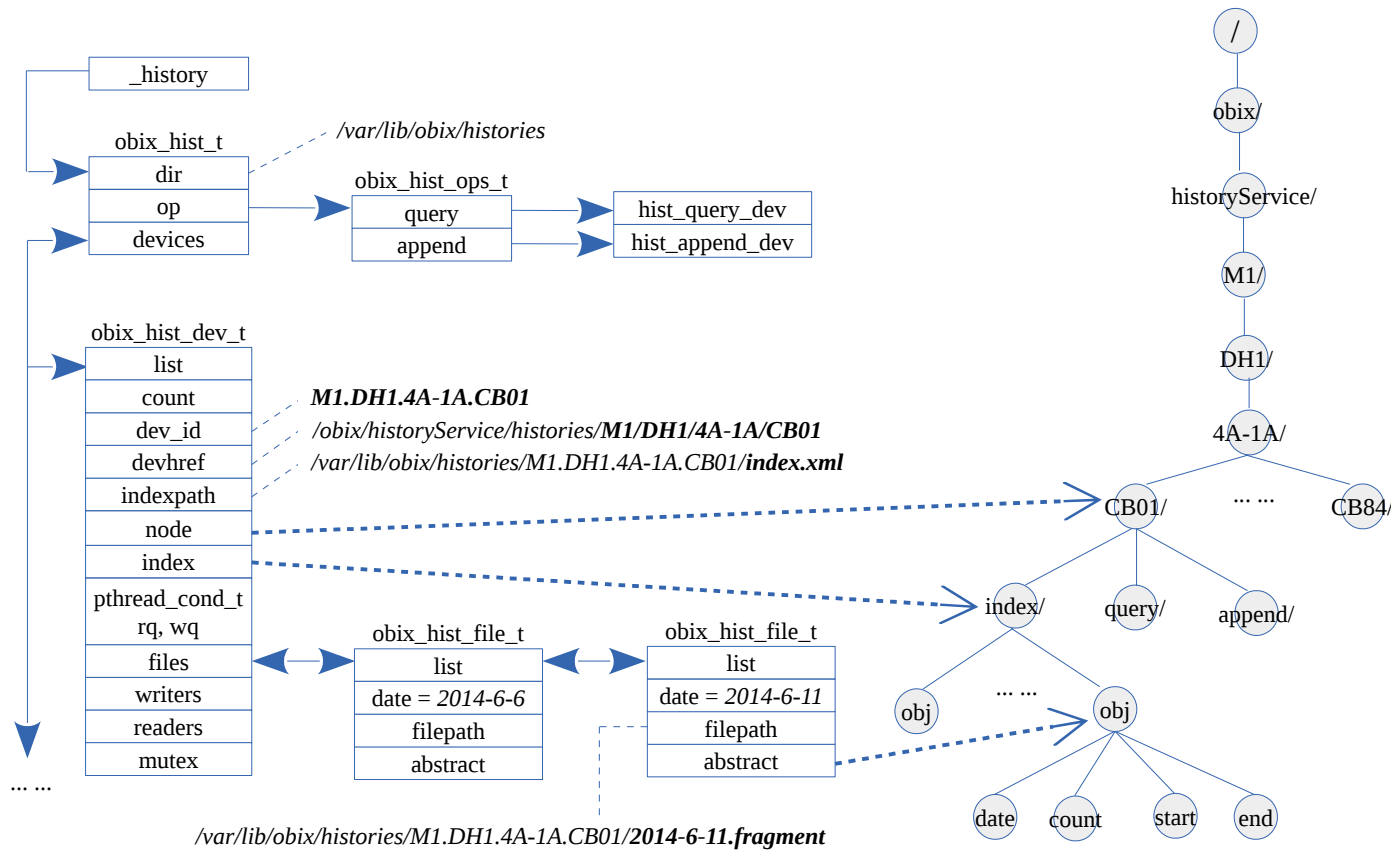 _history
obix_hist_t
/var/lib/obix/histories
dir
op
devices
obix_hist_ops_t
query
append
hist_query_dev
hist_append_dev
obix_hist_dev_t
list
count
dev_id
devhref
indexpath
node
index
pthread_cond_t
rq, wq
files
writers
readers
mutex
... ...
M1.DH1.4A-1A.CB01
/obix/historyService/histories/M1/DH1/4A-1A/CB01
/var/lib/obix/histories/M1.DH1.4A-1A.CB01/index.xml
obix_hist_file_t
list
date = 2014-6-6
filepath
abstract
obix_hist_file_t
list
date = 2014-6-11
filepath
abstract
/var/lib/obix/histories/M1.DH1.4A-1A.CB01/2014-6-11.fragment
/
obix/
historyService/
M1/
DH1/
4A-1A/
CB01/
... ...
CB84/
index/
query/
append/
obj
... ...
obj
date
count
start
end